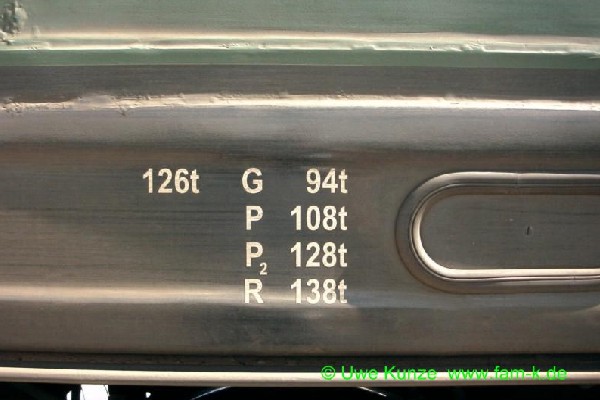 126t G 94t
P 108t
P2 128t
R 138t
© Uwe Kunze www.fam-k.de